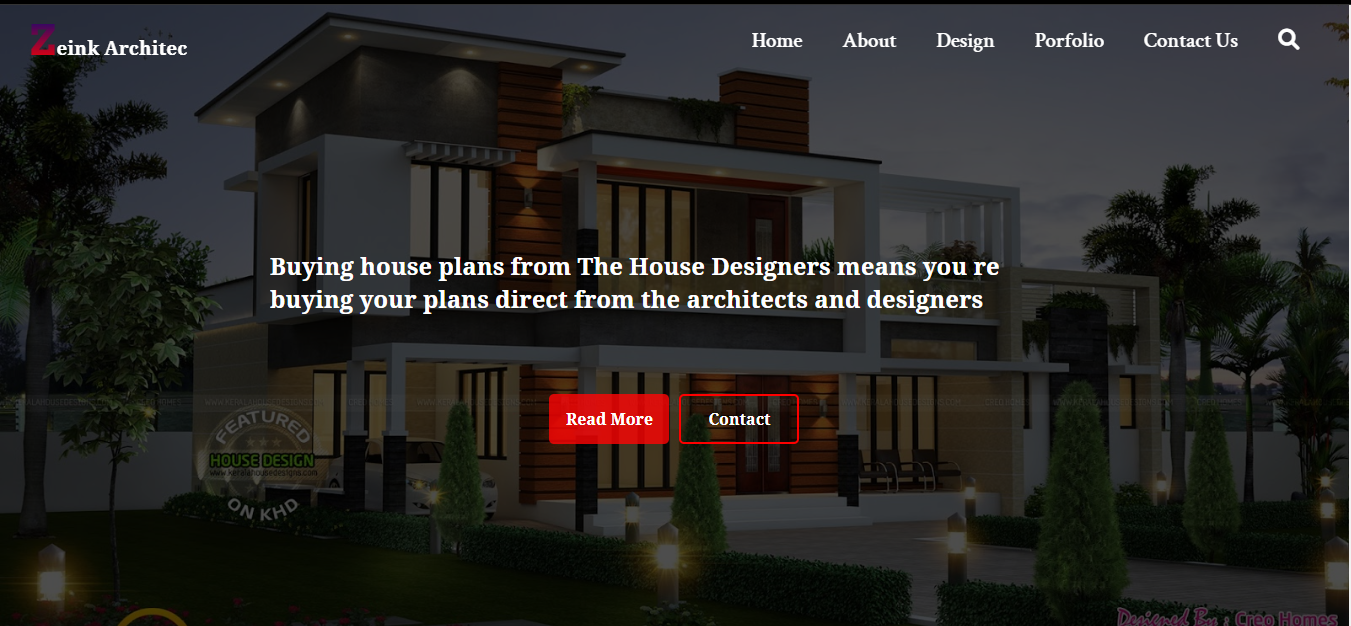 Zeink Architec
Home About Design Porfolio Contact Us
Buying house plans from The House Designers means you re
buying your plans direct from the architects and designers
Read More Contact
FEATURED
HOUSE DESIGN
www.keralahousedesigns.com
ON KHD
Designed By : Creo Homes